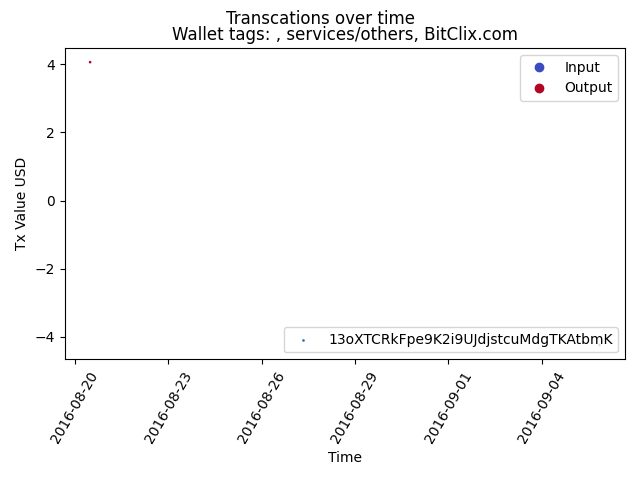 Transcations over time
Wallet tags: , services/others, BitClix.com
Input
Output
4
2
0
−2
−4
Tx Value USD
13oXTCRkFpe9K2i9UJdjstcuMdgTKAtbmK
2016-08-20
2016-08-23
2016-08-26
2016-08-29
2016-09-01
2016-09-04
Time